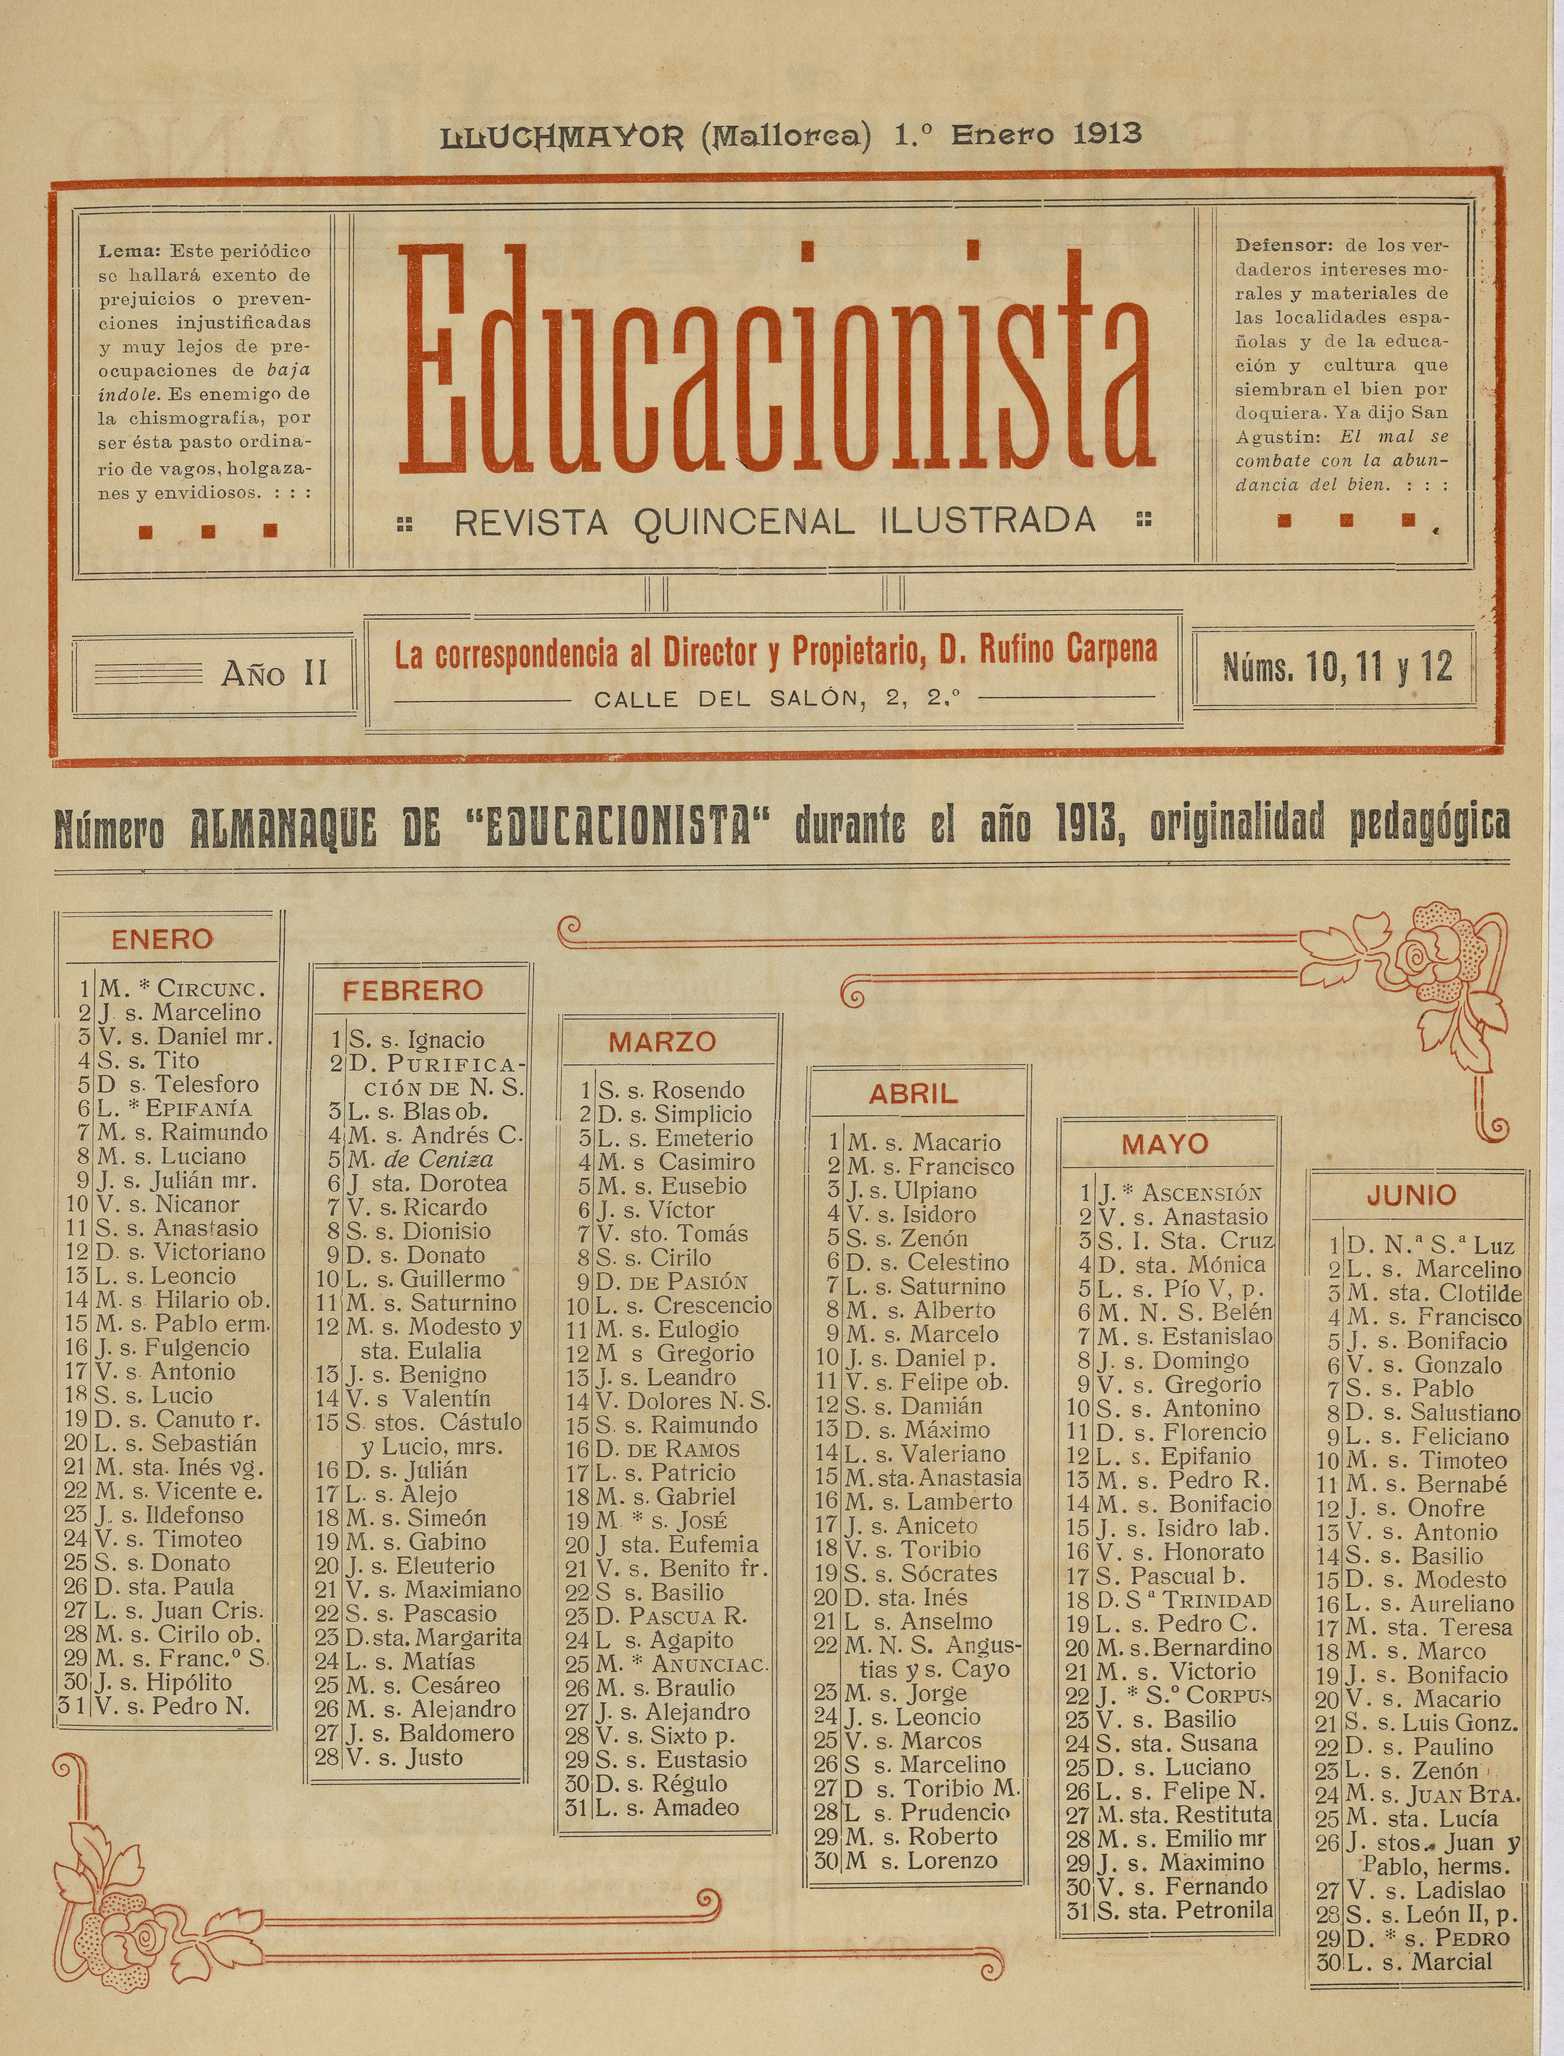 LLUCHMAYOR (Mallorca) 1.º Enero 1913
Lema: Este periódico
se hallará exento de
prejuicios o preven-
ciones injustificadas
y muy lejos de pre-
ocupaciones de baja
índole. Es enemigo de
la chismografía, por
ser ésta pasto ordina-
rio de vagos, holgaza-
nes y envidiosos. : : :
Educacionista
REVISTA QUINCENAL ILUSTRADA
Defensor: de los ver-
daderos intereses mo-
rales y materiales de
las localidades espa-
ñolas y de la educa-
ción y cultura que
siembran el bien por
doquiera. Ya dijo San
Agustín: El mal se
combate con la abun-
dancia del bien. : : :
AÑO II
La correspondencia al Director y Propietario, D. Rufino Carpena
CALLE DEL SALÓN, 2, 2.º
Núms. 10, 11 y 12
Número ALMANAQUE DE "EDUCACIONISTA" durante el año 1913, originalidad pedagógica
ENERO
1 M. * CIRCUNC.
2 J. s. Marcelino
3 V. s. Daniel mr.
4 S. s. Tito
5 D s. Telesforo
6 L. * EPIFANÍA
7 M. s. Raimundo
8 M. s. Luciano
9 J. s. Julián mr.
10 V. s. Nicanor
11 S. s. Anastasio
12 D. s. Victoriano
13 L. s. Leoncio
14 M. s Hilario ob.
15 M. s. Pablo erm.
16 J. s. Fulgencio
17 V. s. Antonio
18 S. s. Lucio
19 D. s. Canuto r.
20 L. s. Sebastián
21 M. sta. Inés vg.
22 M. s. Vicente e.
23 J. s. Ildefonso
24 V. s. Timoteo
25 S. s. Donato
26 D. sta. Paula
27 L. s. Juan Cris.
28 M. s. Cirilo ob.
29 M. s. Franc.º S.
30 J. s. Hipólito
31 V. s. Pedro N.
FEBRERO
1 S. s. Ignacio
2 D. PURIFICA-
CIÓN DE N. S.
3 L. s. Blas ob.
4 M. s. Andrés C.
5 M. de Ceniza
6 J sta. Dorotea
7 V. s. Ricardo
8 S. s. Dionisio
9 D. s. Donato
10 L. s. Guillermo
11 M. s. Saturnino
12 M. s. Modesto y
sta. Eulalia
13 J. s. Benigno
14 V. s Valentín
15 S. stos. Cástulo
y Lucio, mrs.
16 D. s. Julián
17 L. s. Alejo
18 M. s. Simeón
19 M. s. Gabino
20 J. s. Eleuterio
21 V. s. Maximiano
22 S. s. Pascasio
23 D. sta. Margarita
24 L. s. Matías
25 M. s. Cesáreo
26 M. s. Alejandro
27 J. s. Baldomero
28 V. s. Justo
MARZO
1 S. s. Rosendo
2 D. s. Simplicio
3 L. s. Emeterio
4 M. s Casimiro
5 M. s. Eusebio
6 J. s. Víctor
7 V. sto. Tomás
8 S. s. Cirilo
9 D. DE PASIÓN
10 L. s. Crescencio
11 M. s. Eulogio
12 M s Gregorio
13 J. s. Leandro
14 V. Dolores N. S.
15 S. s. Raimundo
16 D. DE RAMOS
17 L. s. Patricio
18 M. s. Gabriel
19 M. * s. JOSÉ
20 J sta. Eufemia
21 V. s. Benito fr.
22 S s. Basilio
23 D. PASCUA R.
24 L s. Agapito
25 M. * ANUNCIAC.
26 M. s. Braulio
27 J. s. Alejandro
28 V. s. Sixto p.
29 S. s. Eustasio
30 D. s. Régulo
31 L. s. Amadeo
ABRIL
1 M. s. Macario
2 M. s. Francisco
3 J. s. Ulpiano
4 V. s. Isidoro
5 S. s. Zenón
6 D. s. Celestino
7 L. s. Saturnino
8 M. s. Alberto
9 M. s. Marcelo
10 J. s. Daniel p.
11 V. s. Felipe ob.
12 S. s. Damián
13 D. s. Máximo
14 L. s. Valeriano
15 M. sta. Anastasia
16 M. s. Lamberto
17 J. s. Aniceto
18 V. s. Toribio
19 S. s. Sócrates
20 D. sta. Inés
21 L s. Anselmo
22 M. N. S. Angus-
tias y s. Cayo
23 M. s. Jorge
24 J. s. Leoncio
25 V. s. Marcos
26 S s. Marcelino
27 D s. Toribio M.
28 L s. Prudencio
29 M. s. Roberto
30 M s. Lorenzo
MAYO
1 J. * ASCENSIÓN
2 V. s. Anastasio
3 S. I. Sta. Cruz
4 D. sta. Mónica
5 L. s. Pío V, p.
6 M. N. S. Belén
7 M. s. Estanislao
8 J. s. Domingo
9 V. s. Gregorio
10 S. s. Antonino
11 D. s. Florencio
12 L. s. Epifanio
13 M. s. Pedro R.
14 M. s. Bonifacio
15 J. s. Isidro lab.
16 V. s. Honorato
17 S. Pascual b.
18 D. Sª TRINIDAD
19 L. s. Pedro C.
20 M. s. Bernardino
21 M. s. Victorio
22 J. * S.º CORPUS
23 V. s. Basilio
24 S. sta. Susana
25 D. s. Luciano
26 L. s. Felipe N.
27 M. sta. Restituta
28 M. s. Emilio mr
29 J. s. Maximino
30 V. s. Fernando
31 S. sta. Petronila
JUNIO
1 D. N.ª S.ª Luz
2 L. s. Marcelino
3 M. sta. Clotilde
4 M. s. Francisco
5 J. s. Bonifacio
6 V. s. Gonzalo
7 S. s. Pablo
8 D. s. Salustiano
9 L. s. Feliciano
10 M. s. Timoteo
11 M. s. Bernabé
12 J. s. Onofre
13 V. s. Antonio
14 S. s. Basilio
15 D. s. Modesto
16 L. s. Aureliano
17 M. sta. Teresa
18 M. s. Marco
19 J. s. Bonifacio
20 V. s. Macario
21 S. s. Luis Gonz.
22 D. s. Paulino
23 L. s. Zenón
24 M. s. JUAN BTA.
25 M. sta. Lucía
26 J. stos. Juan y
Pablo, herms.
27 V. s. Ladislao
28 S. s. León II, p.
29 D. * s. PEDRO
30 L. s. Marcial